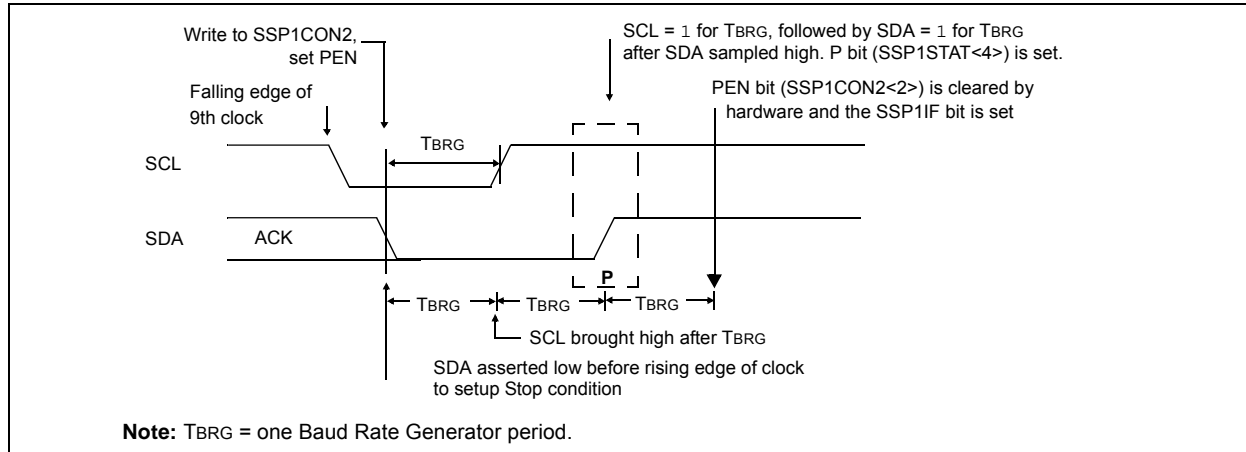 Write to SSP1CON2,
set PEN
SCL = 1 for TBRG, followed by SDA = 1 for TBRG
after SDA sampled high. P bit (SSP1STAT<4>) is set.
Falling edge of
9th clock
PEN bit (SSP1CON2<2>) is cleared by
hardware and the SSP1IF bit is set
TBRG
SCL
SDA
ACK
P
TBRG
TBRG
TBRG
SCL brought high after TBRG
SDA asserted low before rising edge of clock
to setup Stop condition
Note: TBRG = one Baud Rate Generator period.